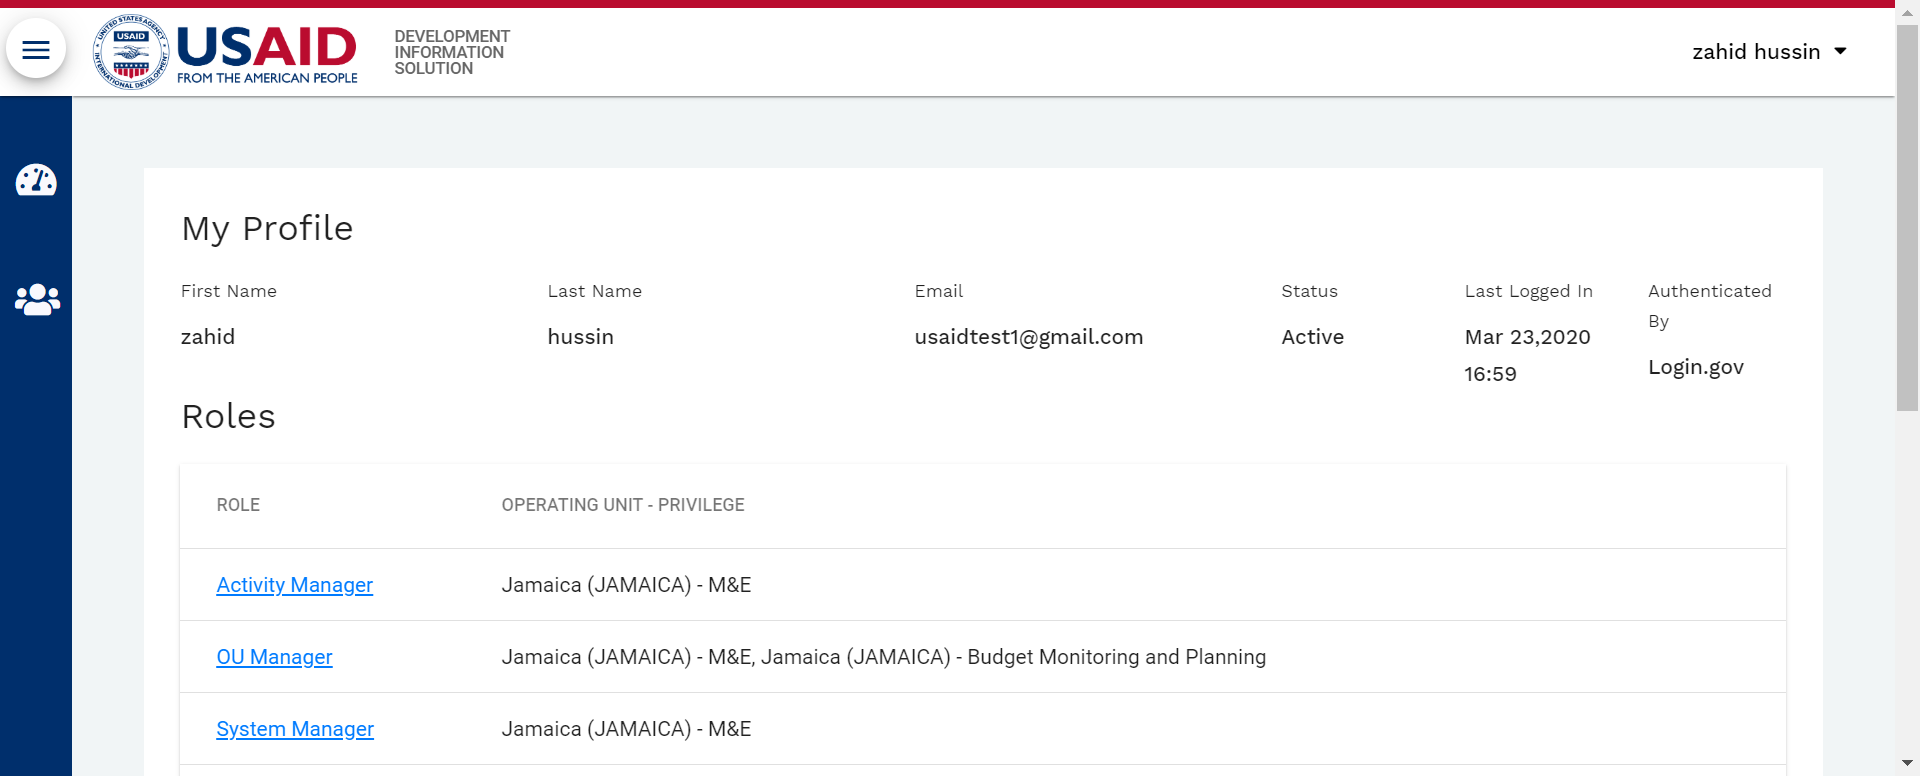 UNITED STATES AGENCY
INTERNATIONAL DEVELOPMENT
USAID
USAID
FROM THE AMERICAN PEOPLE
DEVELOPMENT
INFORMATION
SOLUTION
zahid hussin
My Profile
First Name
Last Name
Email
Status
Last Logged In
Authenticated
By
zahid
hussin
usaidtest1@gmail.com
Active
Mar 23,2020
16:59
Login.gov
Roles
ROLE
OPERATING UNIT - PRIVILEGE
Activity Manager
Jamaica (JAMAICA) - M&E
OU Manager
Jamaica (JAMAICA) - M&E, Jamaica (JAMAICA) - Budget Monitoring and Planning
System Manager
Jamaica (JAMAICA) - M&E